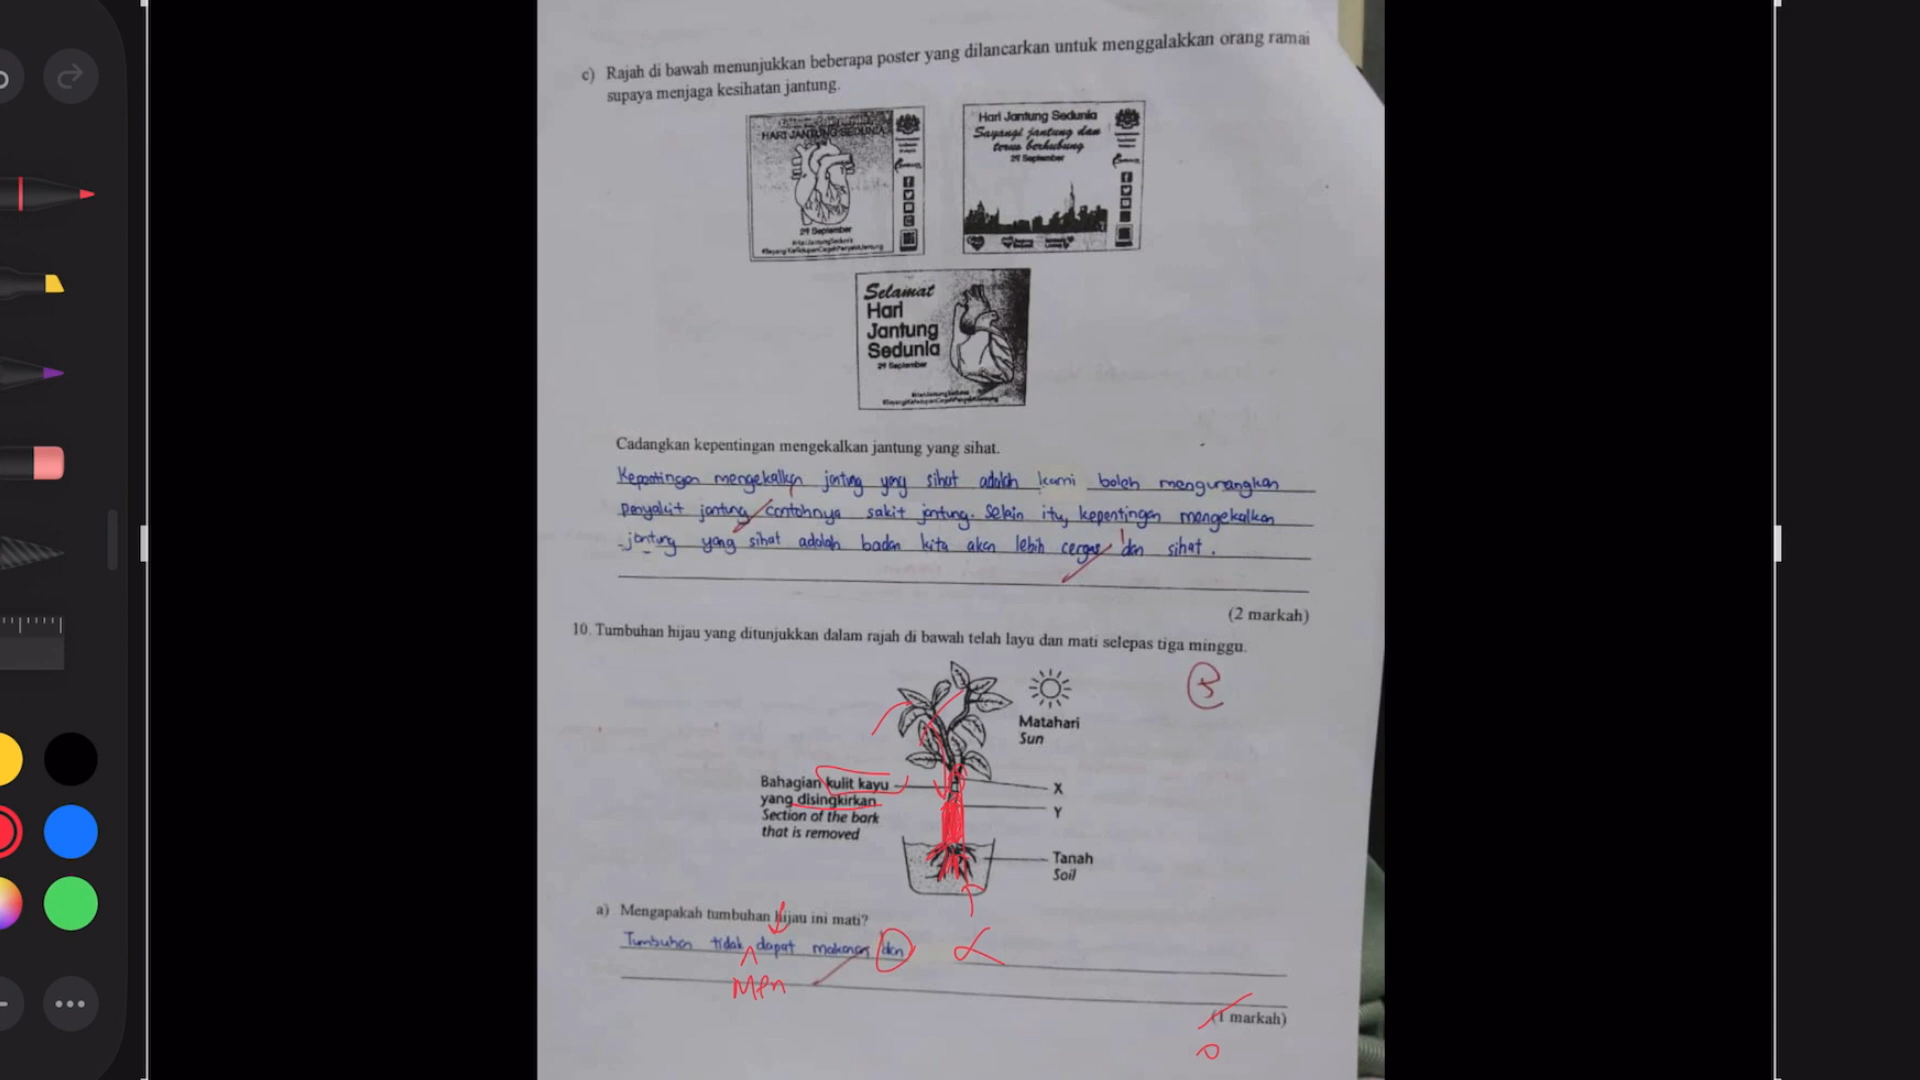 c) Rajah di bawah menunjukkan beberapa poster yang dilancarkan untuk menggalakkan orang ramai
supaya menjaga kesihatan jantung.
HARI JANTUNG SEDUNIA
29 September
Hari Jantung Sedunia
Sayangi jantung dan
terus berhubung
29 September
Selamat
Hari
Jantung
Sedunia
29 September
Cadangkan kepentingan mengekalkan jantung yang sihat.
Kepentingan mengekalkan jantung yang sihat adalah kami boleh mengurangkan
penyakit jantung contohnya sakit jantung. Selain itu, kepentingan mengekalkan
jantung yang sihat adalah badan kita akan lebih cergas dan sihat.
(2 markah)
10. Tumbuhan hijau yang ditunjukkan dalam rajah di bawah telah layu dan mati selepas tiga minggu.
Matahari
Sun
Bahagian kulit kayu
yang disingkirkan
Section of the bark
that is removed
X
Y
Tanah
Soil
a) Mengapakah tumbuhan hijau ini mati?
Tumbuhan tidak dapat makanan dan
(1 markah)
0